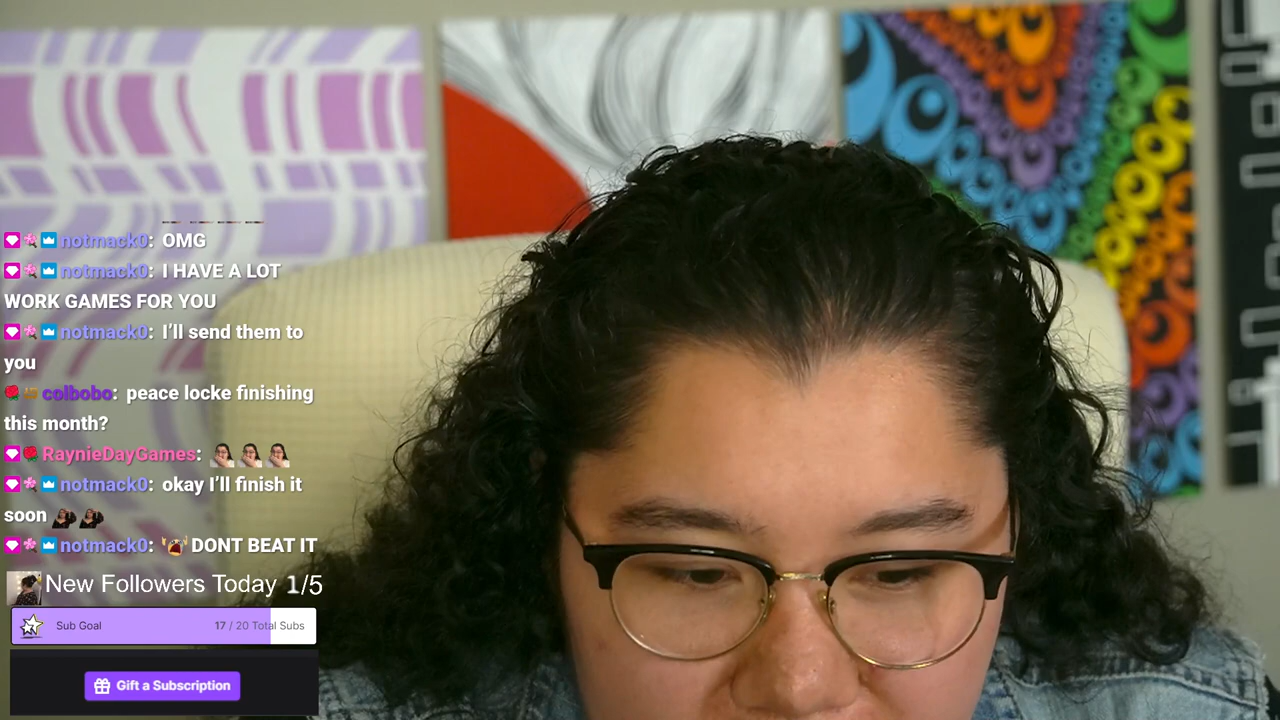 notmack0: OMG
notmack0: I HAVE A LOT
WORK GAMES FOR YOU
notmack0: I'll send them to
you
colbobo: peace locke finishing
this month?
RaynieDayGames:
notmack0: okay I'll finish it
soon
notmack0: DONT BEAT IT
New Followers Today 1/5
Sub Goal 17 / 20 Total Subs
Gift a Subscription